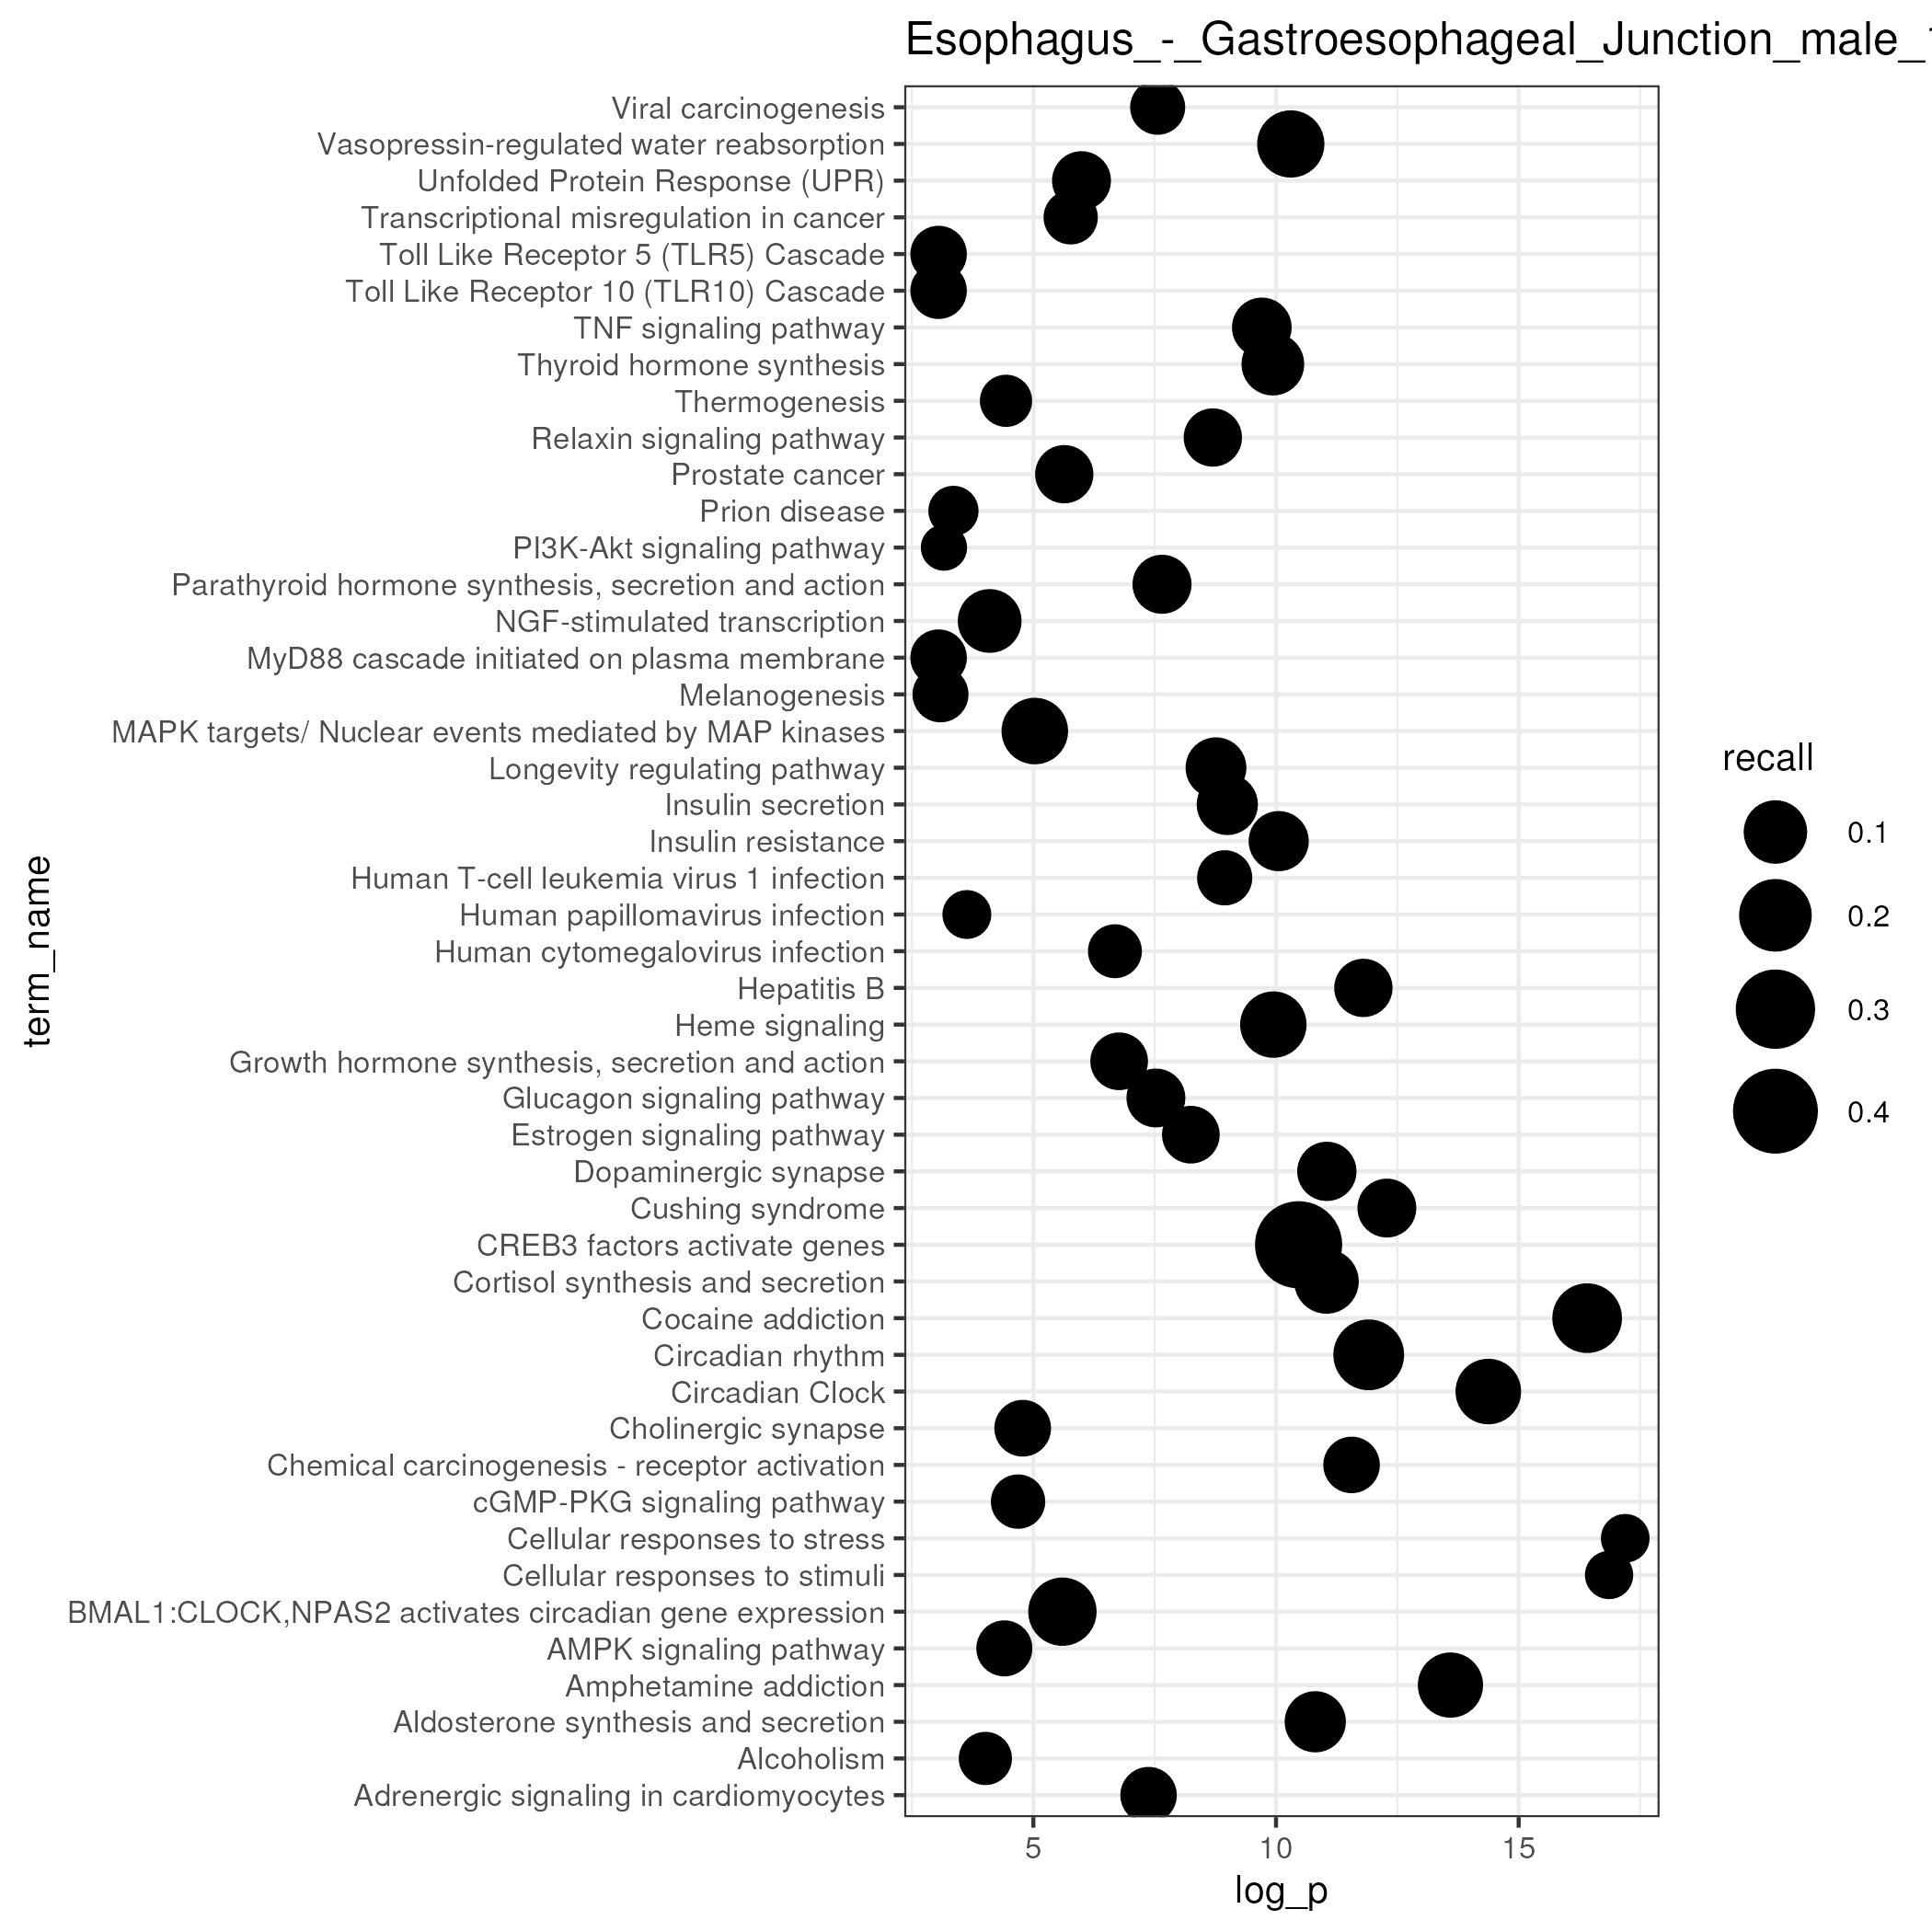 Esophagus_-_Gastroesophageal_Junction_male_
Viral carcinogenesis
Vasopressin-regulated water reabsorption
Unfolded Protein Response (UPR)
Transcriptional misregulation in cancer
Toll Like Receptor 5 (TLR5) Cascade
Toll Like Receptor 10 (TLR10) Cascade
TNF signaling pathway
Thyroid hormone synthesis
Thermogenesis
Relaxin signaling pathway
Prostate cancer
Prion disease
PI3K-Akt signaling pathway
Parathyroid hormone synthesis, secretion and action
NGF-stimulated transcription
MyD88 cascade initiated on plasma membrane
Melanogenesis
MAPK targets/ Nuclear events mediated by MAP kinases
Longevity regulating pathway
Insulin secretion
Insulin resistance
Human T-cell leukemia virus 1 infection
Human papillomavirus infection
Human cytomegalovirus infection
Hepatitis B
Heme signaling
Growth hormone synthesis, secretion and action
Glucagon signaling pathway
Estrogen signaling pathway
Dopaminergic synapse
Cushing syndrome
CREB3 factors activate genes
Cortisol synthesis and secretion
Cocaine addiction
Circadian rhythm
Circadian Clock
Cholinergic synapse
Chemical carcinogenesis - receptor activation
cGMP-PKG signaling pathway
Cellular responses to stress
Cellular responses to stimuli
BMAL1:CLOCK,NPAS2 activates circadian gene expression
AMPK signaling pathway
Amphetamine addiction
Aldosterone synthesis and secretion
Alcoholism
Adrenergic signaling in cardiomyocytes
term_name
5 10 15
log_p
recall
0.1
0.2
0.3
0.4